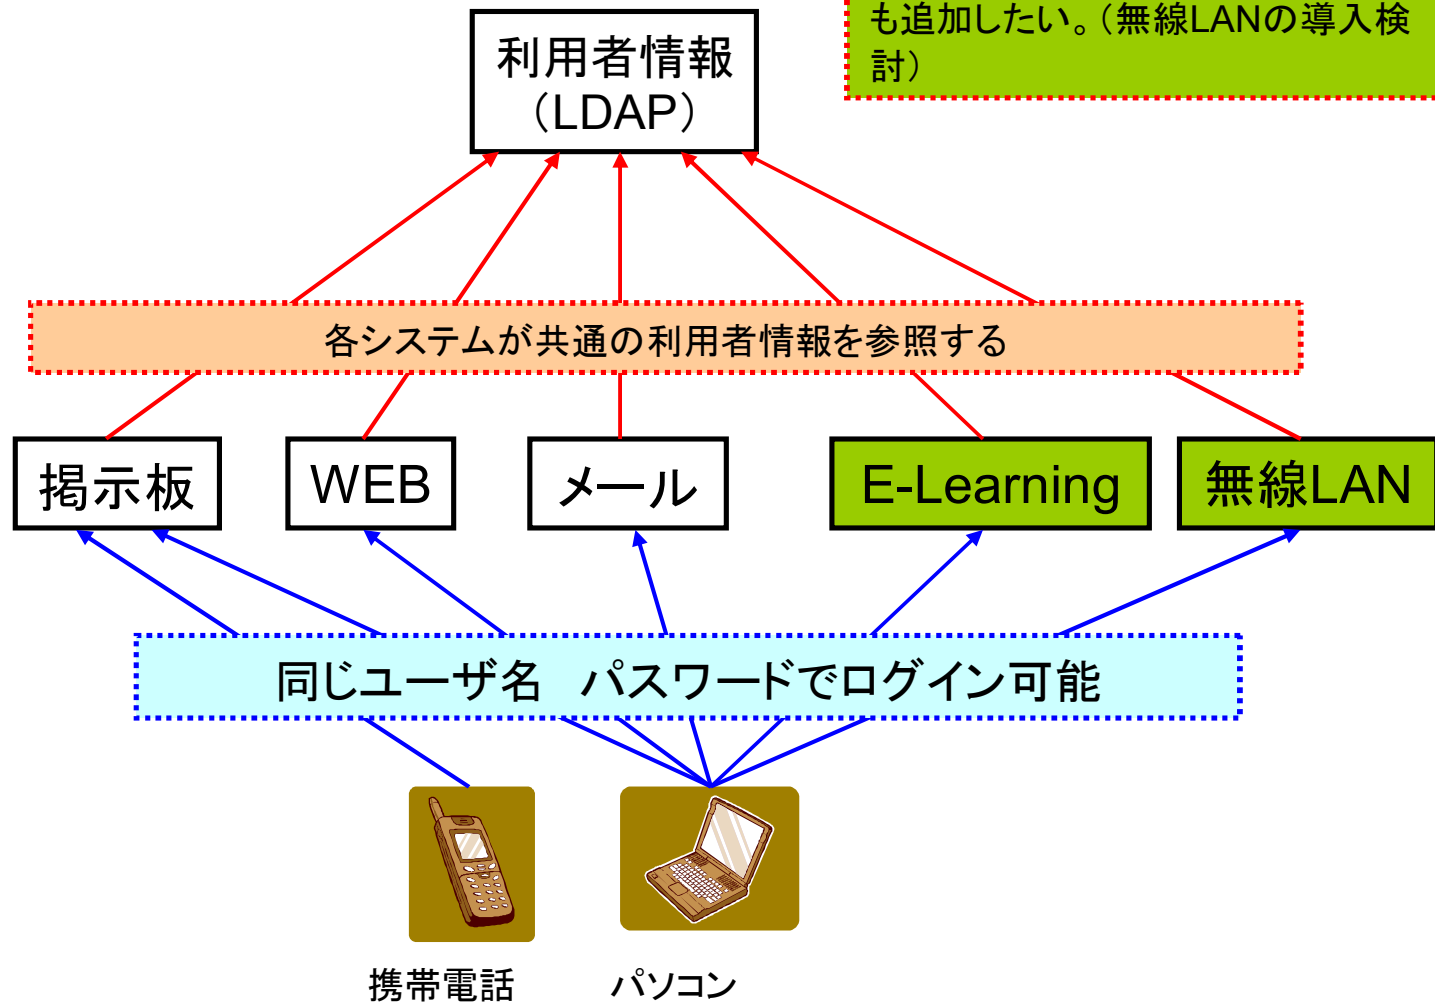 も追加したい。（無線LANの導入検
討）
利用者情報
（LDAP）
各システムが共通の利用者情報を参照する
掲示板
WEB
メール
E-Learning
無線LAN
同じユーザ名　パスワードでログイン可能
携帯電話
パソコン